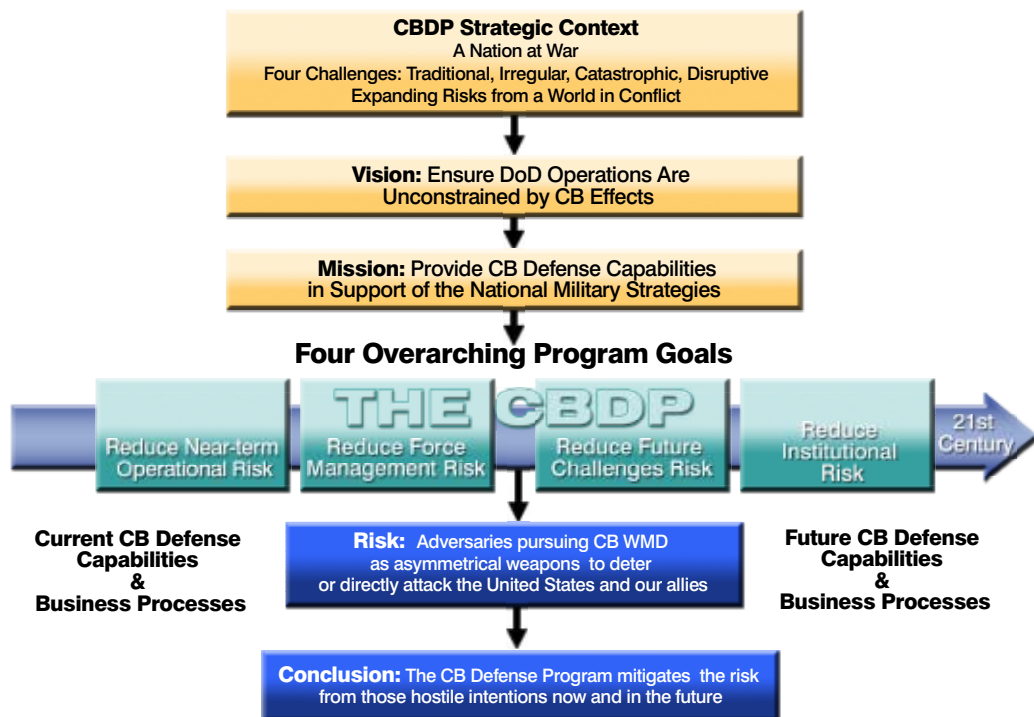 CBDP Strategic Context
A Nation at War
Four Challenges: Traditional, Irregular, Catastrophic, Disruptive
Expanding Risks from a World in Conflict
Vision: Ensure DoD Operations Are
Unconstrained by CB Effects
Mission: Provide CB Defense Capabilities
in Support of the National Military Strategies
Four Overarching Program Goals
THE CBDP
Reduce Near-term
Operational Risk
Reduce Force
Management Risk
Reduce Future
Challenges Risk
Reduce
Institutional
Risk
21st
Century
Current CB Defense
Capabilities
&
Business Processes
Risk: Adversaries pursuing CB WMD
as asymmetrical weapons to deter
or directly attack the United States and our allies
Future CB Defense
Capabilities
&
Business Processes
Conclusion: The CB Defense Program mitigates the risk
from those hostile intentions now and in the future